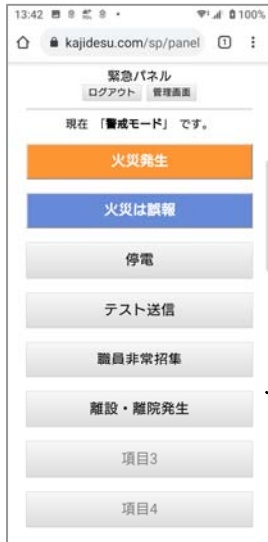 13:42
100%
kajidesu.com/sp/panel
緊急パネル
ログアウト 管理画面
現在 「警戒モード」 です。
火災発生
火災は誤報
停電
テスト送信
職員非常招集
離設・離院発生
項目3
項目4